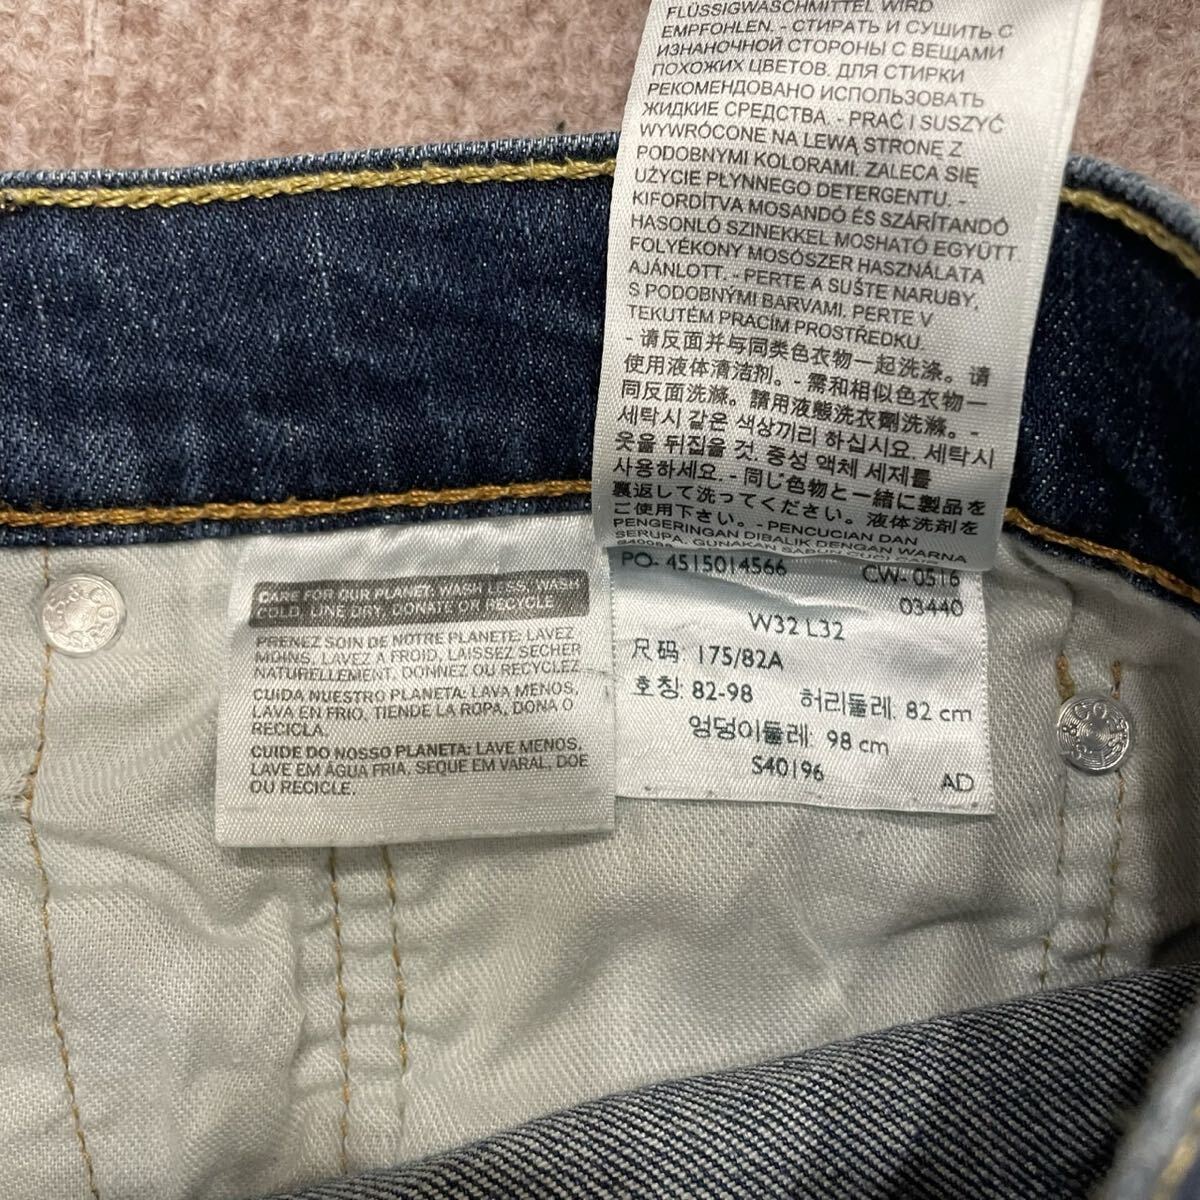 FLÜSSIGWASCHMITTEL WIRD
EMPFOHLEN. - СТИРАТЬ И СУШИТЬ С
ИЗНАНОЧНОЙ СТОРОНЫ С ВЕЩАМИ
ПОХОЖИХ ЦВЕТОВ. ДЛЯ СТИРКИ
РЕКОМЕНДОВАНО ИСПОЛЬЗОВАТЬ
ЖИДКИЕ СРЕДСТВА. - PRAĆ I SUSZYĆ
WYWRÓCONE NA LEWĄ STRONĘ Z
PODOBNYMI KOLORAMI. ZALECA SIĘ
UŻYCIE PŁYNNEGO DETERGENTU. -
KIFORDÍTVA MOSANDÓ ÉS SZÁRÍTANDÓ
HASONLÓ SZINEKKEL MOSHATÓ EGYÜTT
FOLYÉKONY MOSÓSZER HASZNÁLATA
AJÁNLOTT. - PERTE A SUŠTE NARUBY,
S PODOBNÝMI BARVAMI. PERTE V
TEKUTÉM PRACÍM PROSTŘEDKU.
- 请反面并与同类色衣物一起洗涤。请
使用液体清洁剂。- 需和相似色衣物一
同反面洗滌。請用液態洗衣劑洗滌。-
세탁시 같은 색상끼리 하십시요. 세탁시
옷을 뒤집을 것. 중성 액체 세제를
사용하세요. - 同じ色物と一緒に製品を
裏返して洗ってください。液体洗剤を
ご使用下さい。- PENCUCIAN DAN
PENGERINGAN DIBALIK DENGAN WARNA
SERUPA. GUNAKAN SABUN CUCI CAIR
PO- 4515014566 CW- 0516
03440
W32 L32
尺码: 175/82A
호칭: 82-98 허리둘레: 82 cm
엉덩이둘레: 98 cm
S40196 AD
CARE FOR OUR PLANET: WASH LESS, WASH
COLD, LINE DRY, DONATE OR RECYCLE
PRENEZ SOIN DE NOTRE PLANETE: LAVEZ
MOINS, LAVEZ A FROID, LAISSEZ SECHER
NATURELLEMENT, DONNEZ OU RECYCLEZ
CUIDA NUESTRO PLANETA: LAVA MENOS,
LAVA EN FRIO, TIENDE LA ROPA, DONA O
RECICLA.
CUIDE DO NOSSO PLANETA: LAVE MENOS,
LAVE EM ÁGUA FRIA, SEQUE EM VARAL, DOE
OU RECICLE.